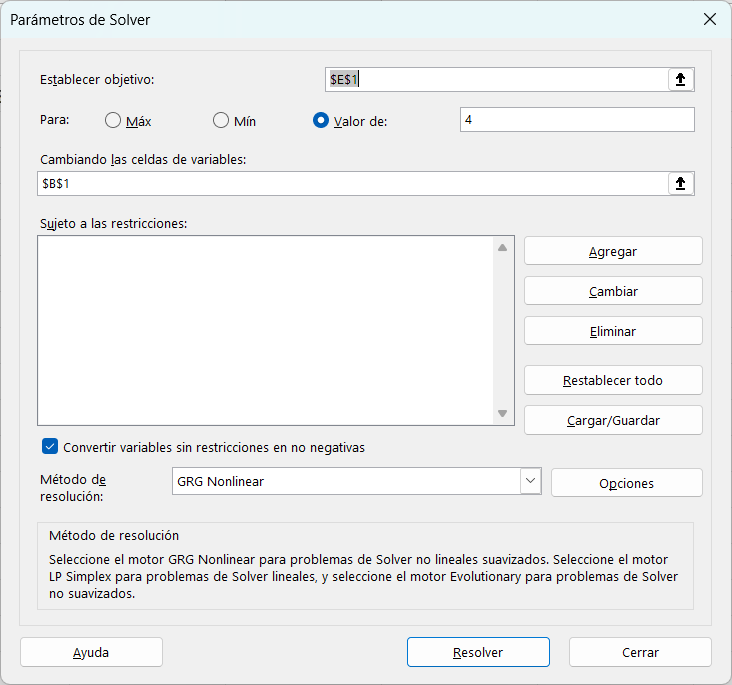 Parámetros de Solver
Establecer objetivo:
$E$1
Para:
Máx
Mín
Valor de:
4
Cambiando las celdas de variables:
$B$1
Sujeto a las restricciones:
Agregar
Cambiar
Eliminar
Restablecer todo
Cargar/Guardar
Convertir variables sin restricciones en no negativas
Método de
resolución:
GRG Nonlinear
Opciones
Método de resolución
Seleccione el motor GRG Nonlinear para problemas de Solver no lineales suavizados. Seleccione el motor
LP Simplex para problemas de Solver lineales, y seleccione el motor Evolutionary para problemas de Solver
no suavizados.
Ayuda
Resolver
Cerrar